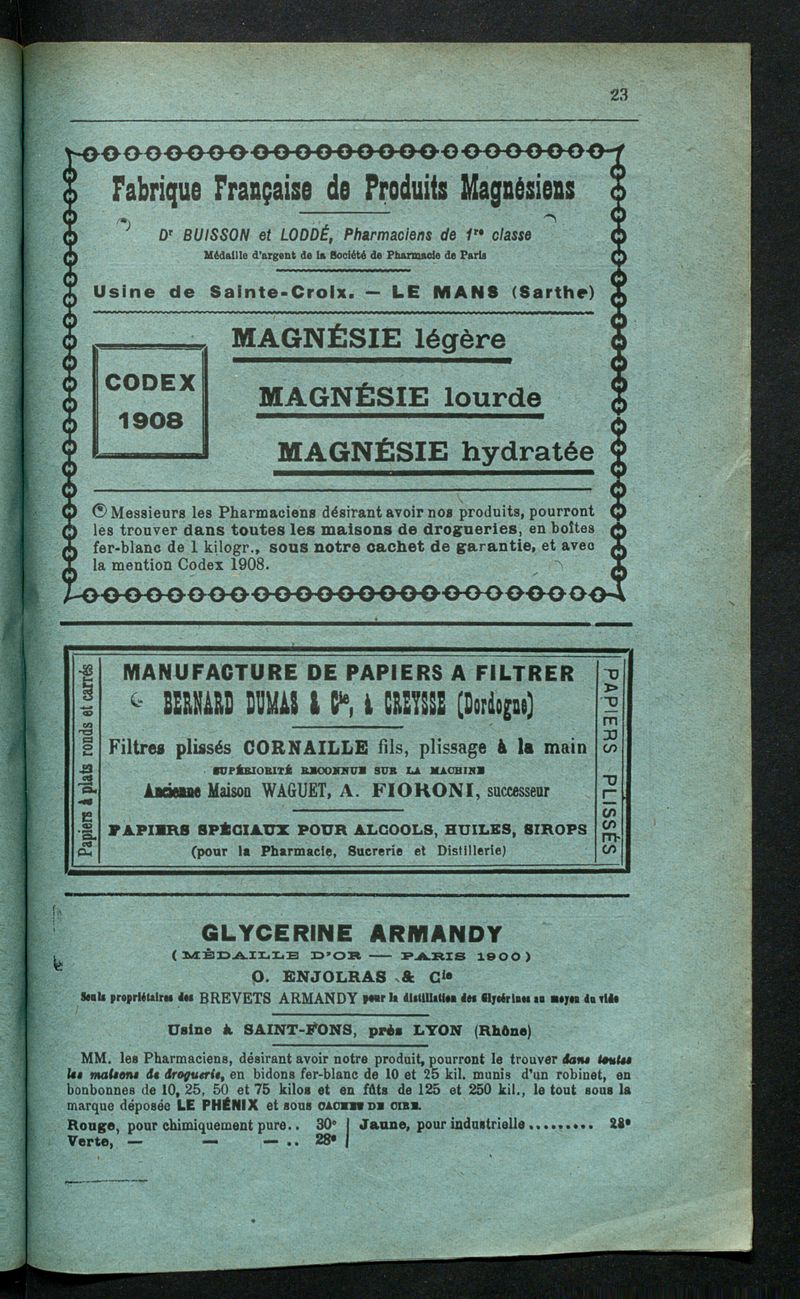 23
Fabrique Française de Produits Magnésiens
Dr BUISSON et LODDÉ, Pharmaciens de 1re classe
Médaille d'argent de la Société de Pharmacie de Paris
Usine de Sainte-Croix. — LE MANS (Sarthe)
CODEX
1908
MAGNÉSIE légère
MAGNÉSIE lourde
MAGNÉSIE hydratée
Messieurs les Pharmaciens désirant avoir nos produits, pourront
les trouver dans toutes les maisons de drogueries, en boîtes
fer-blanc de 1 kilogr., sous notre cachet de garantie, et avec
la mention Codex 1908.
Papiers à plats ronds et carrés
MANUFACTURE DE PAPIERS A FILTRER
BERNARD DUMAS & Cie, à CREYSSE (Dordogne)
Filtres plissés CORNAILLE fils, plissage à la main
SUPÉRIORITÉ RECONNUE SUR LA MACHINE
Ancienne Maison WAGUET, A. FIORONI, successeur
PAPIERS SPÉCIAUX POUR ALCOOLS, HUILES, SIROPS
(pour la Pharmacie, Sucrerie et Distillerie)
PAPIERS PLISSÉS
GLYCERINE ARMANDY
(MÉDAILLE D'OR — PARIS 1900)
O. ENJOLRAS & Cie
Seuls propriétaires des BREVETS ARMANDY pour la distillation des Glycérines au moyen du vide
Usine à SAINT-FONS, près LYON (Rhône)
MM. les Pharmaciens, désirant avoir notre produit, pourront le trouver dans toutes
les maisons de droguerie, en bidons fer-blanc de 10 et 25 kil. munis d'un robinet, en
bonbonnes de 10, 25, 50 et 75 kilos et en fûts de 125 et 250 kil., le tout sous la
marque déposée LE PHÉNIX et sous CACHET DE CIRE.
Rouge, pour chimiquement pure.. 30° | Jaune, pour industrielle......... 28°
Verte, — — — .. 28° |